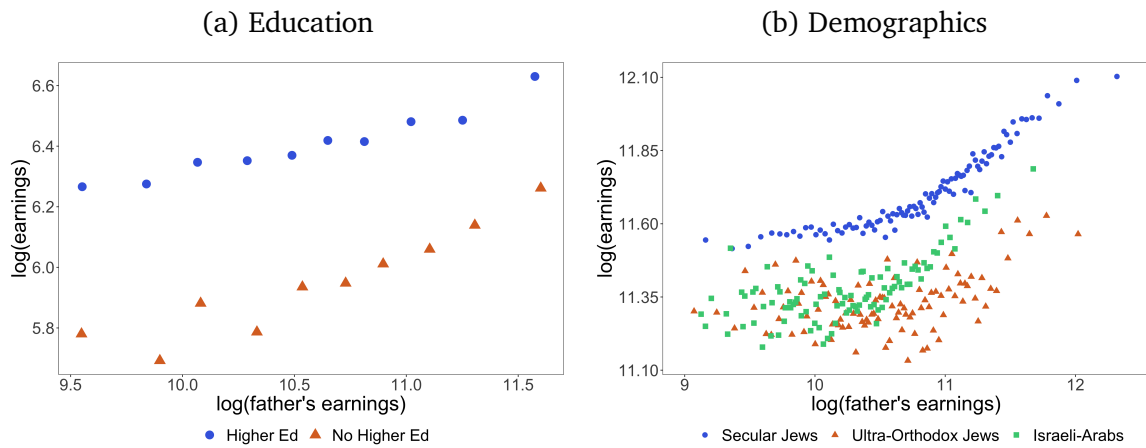 (a) Education
6.6
6.4
6.2
6.0
5.8
log(earnings)
9.5 10.0 10.5 11.0 11.5
log(father's earnings)
Higher Ed No Higher Ed
(b) Demographics
12.10
11.85
11.60
11.35
11.10
log(earnings)
9 10 11 12
log(father's earnings)
Secular Jews Ultra-Orthodox Jews Israeli-Arabs